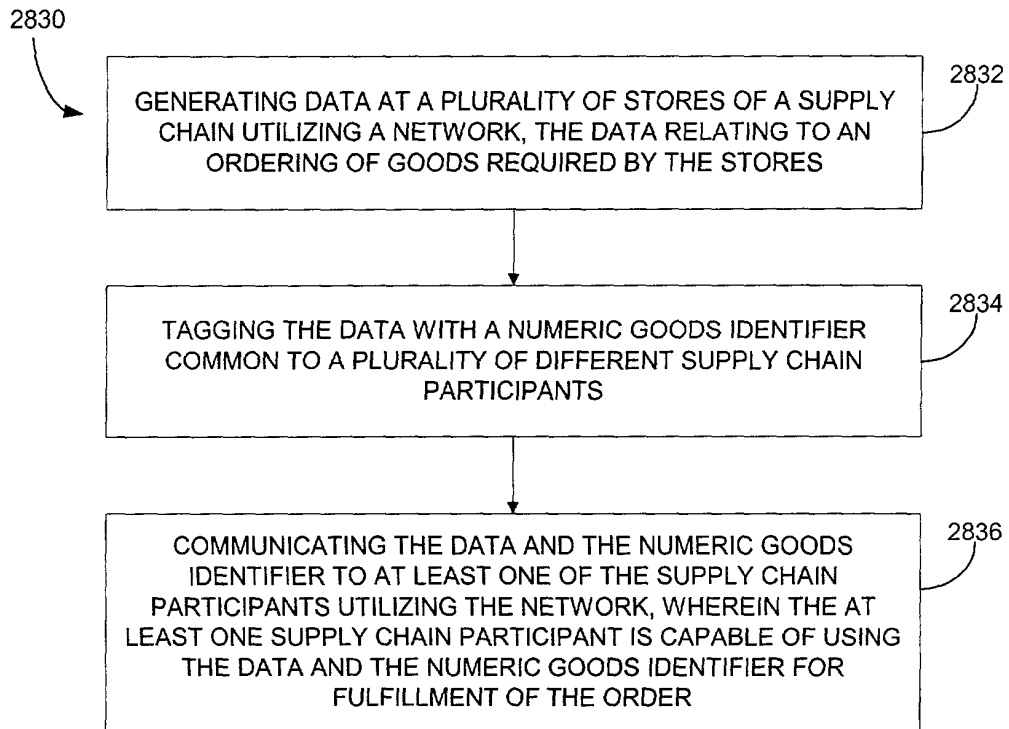 2830
GENERATING DATA AT A PLURALITY OF STORES OF A SUPPLY
CHAIN UTILIZING A NETWORK, THE DATA RELATING TO AN
ORDERING OF GOODS REQUIRED BY THE STORES
2832
TAGGING THE DATA WITH A NUMERIC GOODS IDENTIFIER
COMMON TO A PLURALITY OF DIFFERENT SUPPLY CHAIN
PARTICIPANTS
2834
COMMUNICATING THE DATA AND THE NUMERIC GOODS
IDENTIFIER TO AT LEAST ONE OF THE SUPPLY CHAIN
PARTICIPANTS UTILIZING THE NETWORK, WHEREIN THE AT
LEAST ONE SUPPLY CHAIN PARTICIPANT IS CAPABLE OF USING
THE DATA AND THE NUMERIC GOODS IDENTIFIER FOR
FULFILLMENT OF THE ORDER
2836